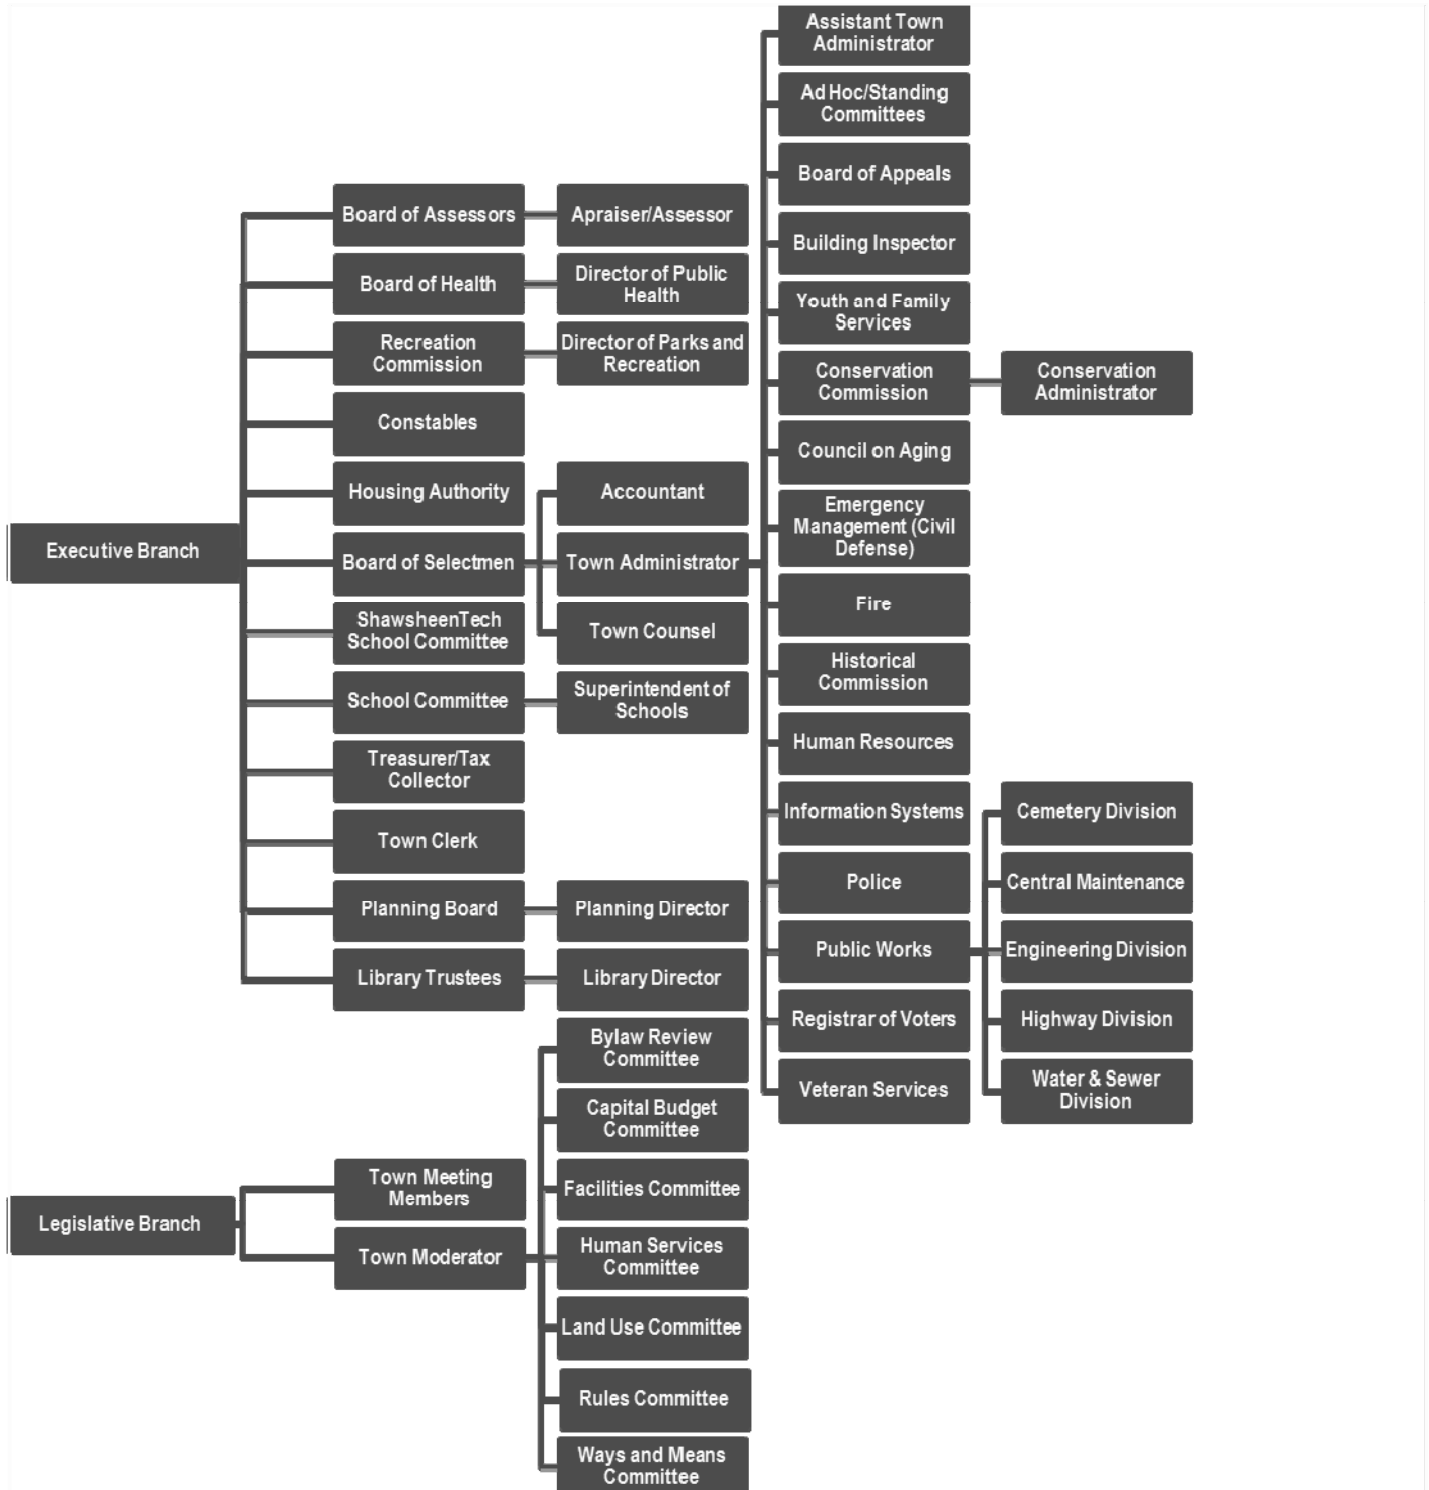 Executive Branch
Board of Assessors
Apraiser/Assessor
Board of Health
Director of Public
Health
Recreation
Commission
Director of Parks and
Recreation
Constables
Housing Authority
Board of Selectmen
Accountant
Town Administrator
Town Counsel
Assistant Town
Administrator
Ad Hoc/Standing
Committees
Board of Appeals
Building Inspector
Youth and Family
Services
Conservation
Commission
Conservation
Administrator
Council on Aging
Emergency
Management (Civil
Defense)
Fire
Historical
Commission
Human Resources
Information Systems
Police
Public Works
Cemetery Division
Central Maintenance
Engineering Division
Highway Division
Water & Sewer
Division
Registrar of Voters
Veteran Services
ShawsheenTech
School Committee
School Committee
Superintendent of
Schools
Treasurer/Tax
Collector
Town Clerk
Planning Board
Planning Director
Library Trustees
Library Director
Legislative Branch
Town Meeting
Members
Town Moderator
Bylaw Review
Committee
Capital Budget
Committee
Facilities Committee
Human Services
Committee
Land Use Committee
Rules Committee
Ways and Means
Committee